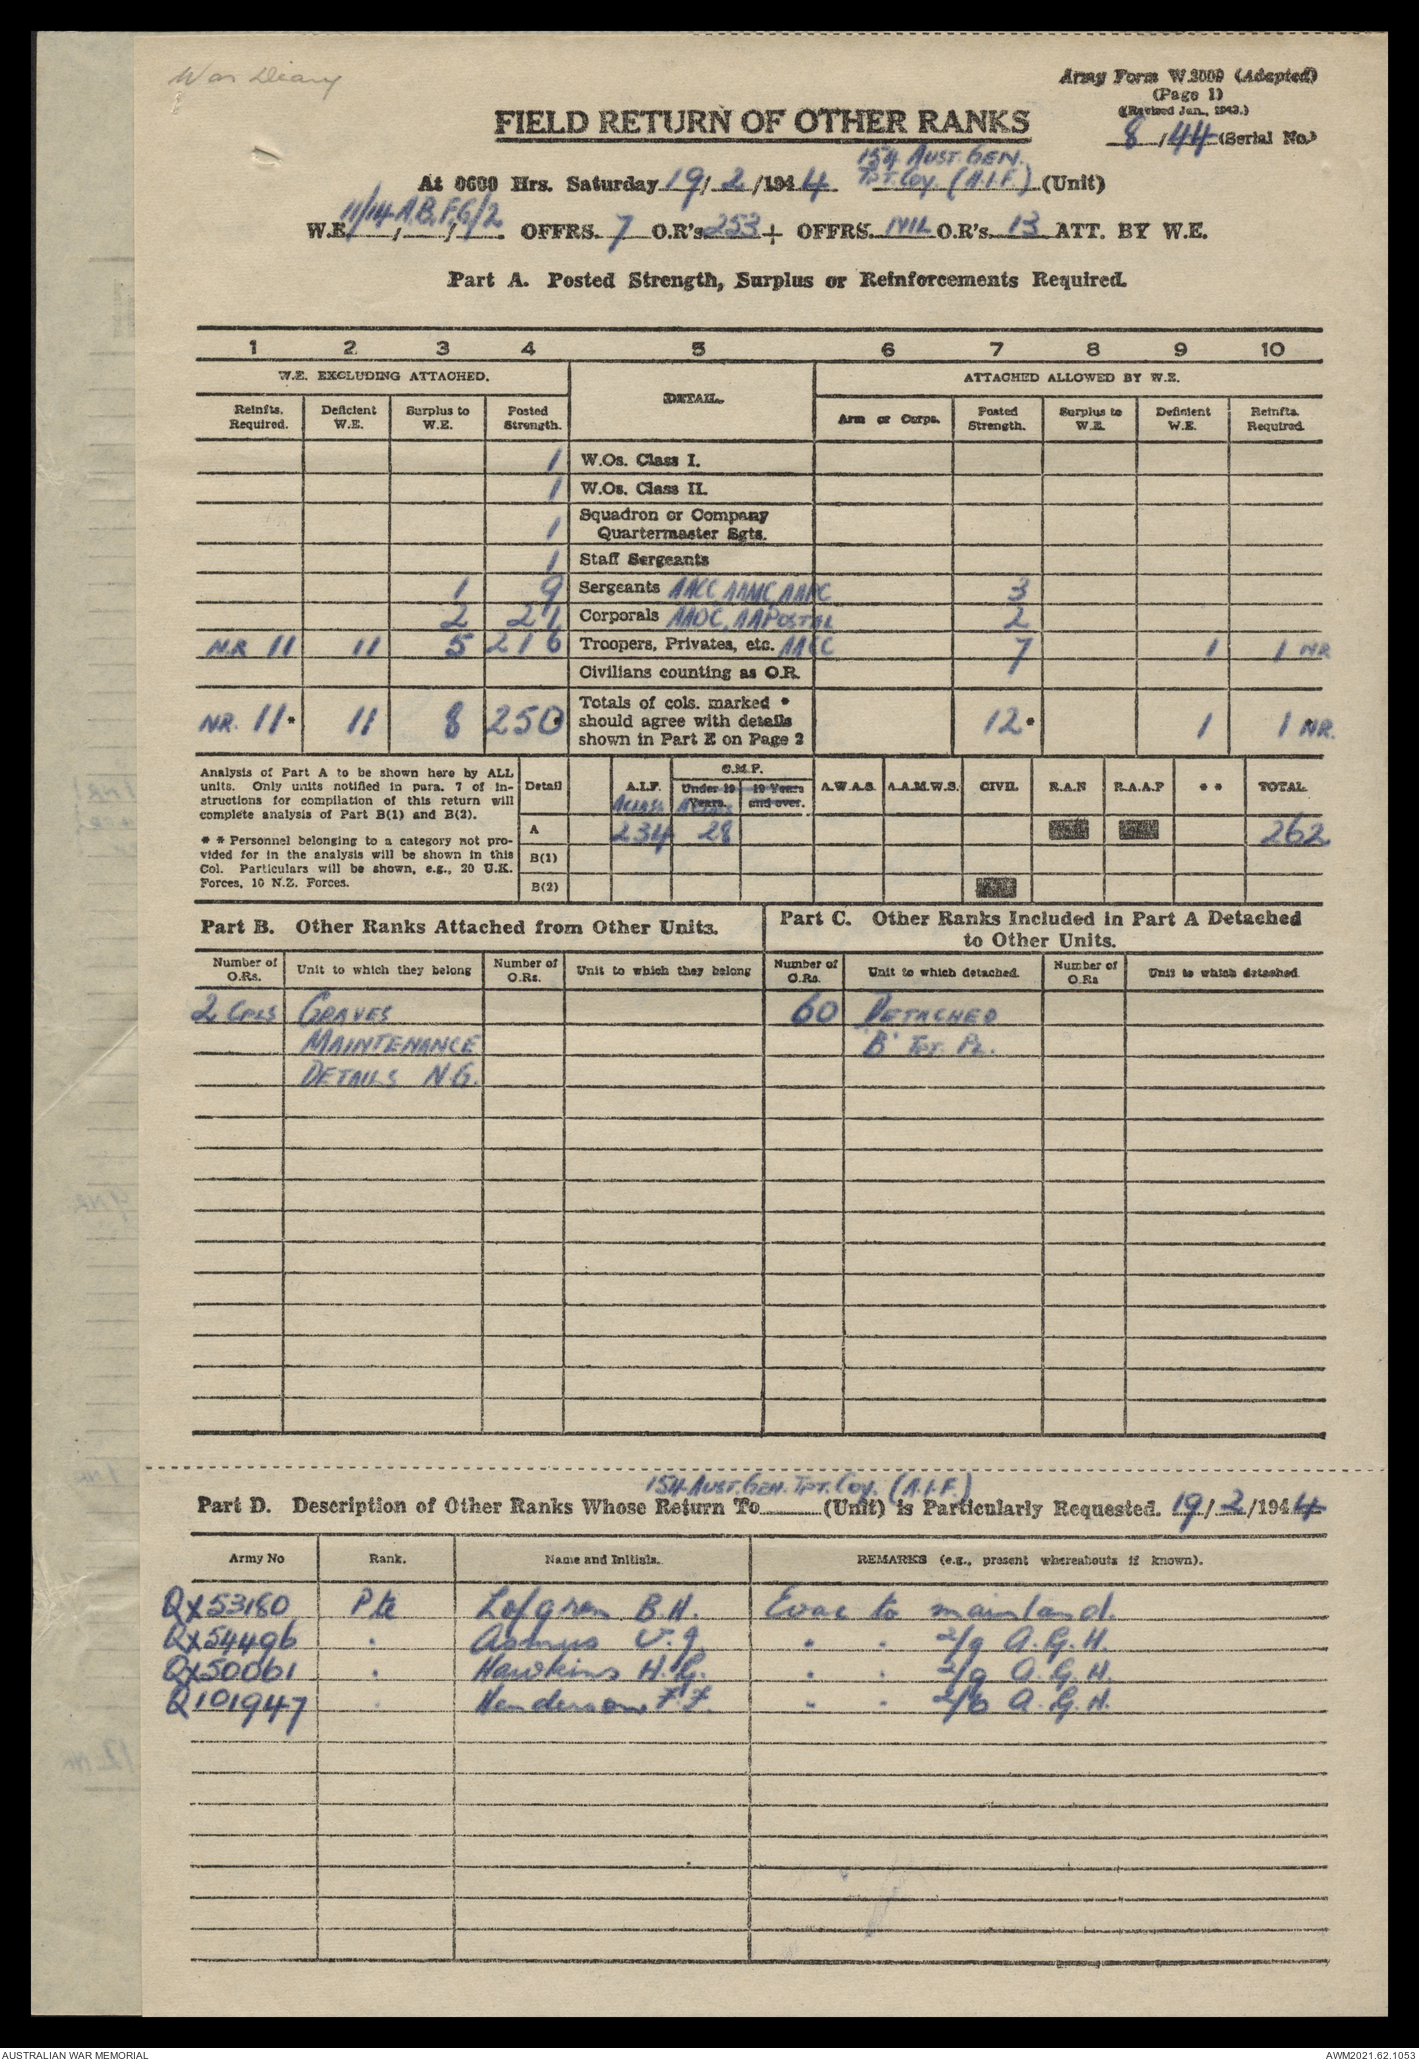 War Diary
Army Form W.2009 (Adapted)
(Page 1)
(Revised Jan., 1943.)
8/44 (Serial No.)
FIELD RETURN OF OTHER RANKS
154 AUST. GEN.
At 0600 Hrs. Saturday 19/2/1944 TPT. COY. (A.I.F.) (Unit)
W.E. 11/14 A.B.F.G/2 OFFRS. 7 O.R's 253 + OFFRS. NIL O.R's. 13 ATT. BY W.E.
Part A. Posted Strength, Surplus or Reinforcements Required.
1 2 3 4 5 6 7 8 9 10
W.E. EXCLUDING ATTACHED. DETAIL. ATTACHED ALLOWED BY W.E.
Reinfts. Required. Deficient W.E. Surplus to W.E. Posted Strength. Arm or Corps. Posted Strength. Surplus to W.E. Deficient W.E. Reinfts. Required.
1 W.Os. Class I.
1 W.Os. Class II.
1 Squadron or Company
Quartermaster Sgts.
1 Staff Sergeants
1 9 Sergeants AACC, AAMC, AAPC 3
2 21 Corporals AAOC, AAPOSTAL 2
N.R 11 11 5 216 Troopers, Privates, etc. AACC 7 1 1 NR
Civilians counting as O.R.
Totals of cols. marked *
NR. 11* 11 8 250* should agree with details 12* 1 1 NR.
shown in Part E on Page 2
Analysis of Part A to be shown here by ALL
units. Only units notified in para. 7 of in-
structions for compilation of this return will
complete analysis of Part B(1) and B(2).
* * Personnel belonging to a category not pro-
vided for in the analysis will be shown in this
Col. Particulars will be shown, e.g., 20 U.K.
Forces, 10 N.Z. Forces.
C.M.F.
Detail A.I.F. Under 19 Years. 19 Years and over. A.W.A.S. A.A.M.W.S. CIVIL R.A.N R.A.A.F * * TOTAL
A CLASS A CLASS
A 234 28 262
B(1)
B(2)
Part B. Other Ranks Attached from Other Units.
Part C. Other Ranks Included in Part A Detached
to Other Units.
Number of O.Rs. Unit to which they belong Number of O.Rs. Unit to which they belong Number of O.Rs. Unit to which detached. Number of O.Rs Unit to which detached.
2 CPLS GRAVES 60 DETACHED
MAINTENANCE 'B' TPT. PL.
DETAILS N.G.
154 AUST. GEN. TPT. COY. (A.I.F.)
Part D. Description of Other Ranks Whose Return To (Unit) is Particularly Requested. 19/2/1944
Army No Rank. Name and Initials. REMARKS (e.g., present whereabouts if known).
QX53180 Pte Lofgren B.H. Evac to mainland.
QX54496 " Asmus V.J. " " 2/9 A.G.H.
QX50061 " Hawkins H.G. " " 2/9 A.G.H.
Q101947 " Henderson F.F. " " 2/6 A.G.H.
AUSTRALIAN WAR MEMORIAL
AWM2021.62.1053